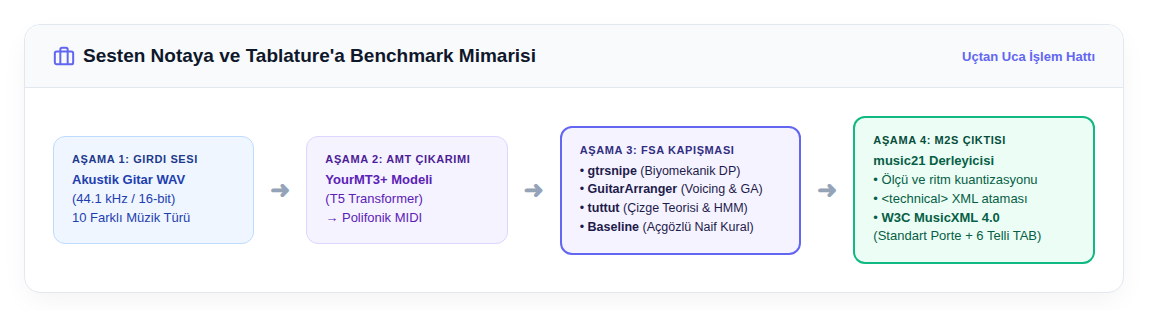 Sesten Notaya ve Tablature'a Benchmark Mimarisi
Uçtan Uca İşlem Hattı
AŞAMA 1: GIRDI SESI
Akustik Gitar WAV
(44.1 kHz / 16-bit)
10 Farklı Müzik Türü
➜
AŞAMA 2: AMT ÇIKARIMI
YourMT3+ Modeli
(T5 Transformer)
→ Polifonik MIDI
➜
AŞAMA 3: FSA KAPIŞMASI
• gtrsnipe (Biyomekanik DP)
• GuitarArranger (Voicing & GA)
• tuttut (Çizge Teorisi & HMM)
• Baseline (Açgözlü Naif Kural)
➜
AŞAMA 4: M2S ÇIKTISI
music21 Derleyicisi
• Ölçü ve ritm kuantizasyonu
• <technical> XML ataması
• W3C MusicXML 4.0
(Standart Porte + 6 Telli TAB)